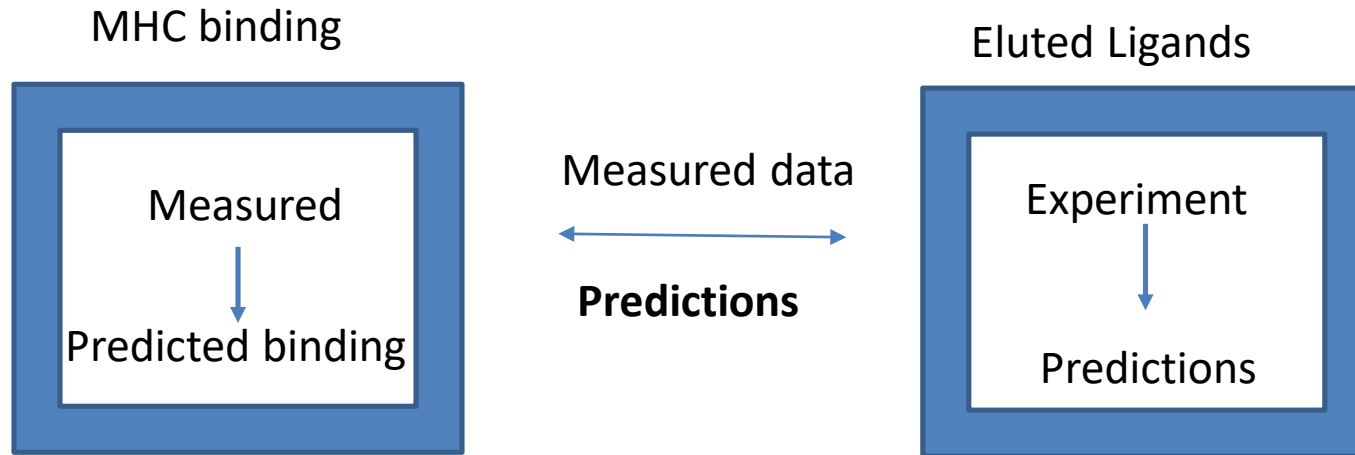 MHC binding
Eluted Ligands
Measured
Predicted binding
Measured data
Predictions
Experiment
Predictions